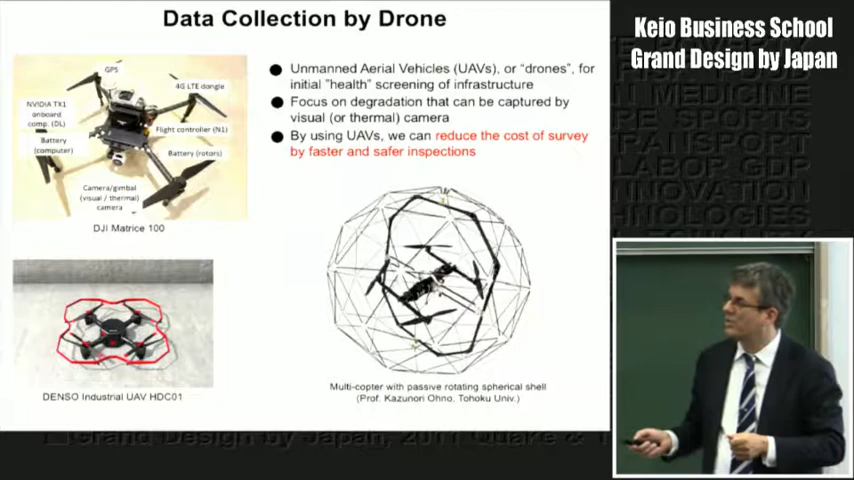 Data Collection by Drone
Keio Business School
Grand Design by Japan
GPS
4G LTE dongle
NVIDIA TX1
onboard
comp. (DL)
Flight controller (N1)
Battery
(computer)
Battery (rotors)
Camera/gimbal
(visual / thermal)
camera
DJI Matrice 100
Unmanned Aerial Vehicles (UAVs), or "drones", for
initial "health" screening of infrastructure
Focus on degradation that can be captured by
visual (or thermal) camera
By using UAVs, we can reduce the cost of survey
by faster and safer inspections
DENSO Industrial UAV HDC01
Multi-copter with passive rotating spherical shell
(Prof. Kazunori Ohno, Tohoku Univ.)
MEDICINE
SPORTS
TRANSPORT
LABOR GDP
INNOVATION
Grand Design by Japan, 2011 Quake & T